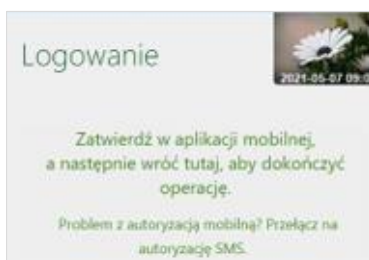 Logowanie
2021-05-07 09:0
Zatwierdź w aplikacji mobilnej,
a następnie wróć tutaj, aby dokończyć
operację.
Problem z autoryzacją mobilną? Przełącz na
autoryzację SMS.